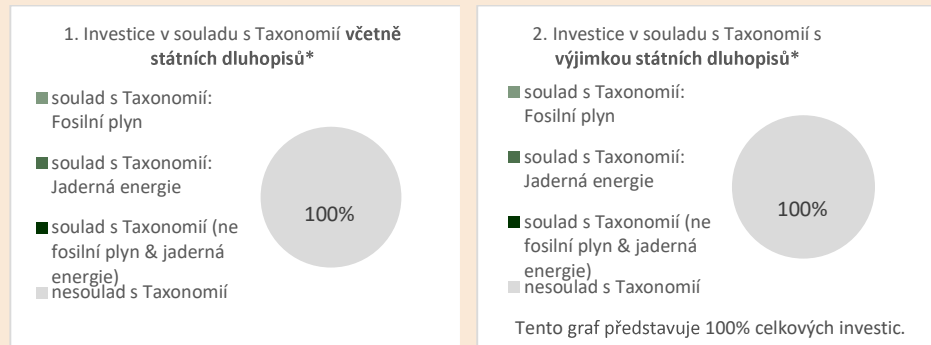 1. Investice v souladu s Taxonomií včetně
státních dluhopisů*
soulad s Taxonomií:
Fosilní plyn
soulad s Taxonomií:
Jaderná energie
soulad s Taxonomií (ne
fosilní plyn & jaderná
energie)
nesoulad s Taxonomií
100%
2. Investice v souladu s Taxonomií s
výjimkou státních dluhopisů*
soulad s Taxonomií:
Fosilní plyn
soulad s Taxonomií:
Jaderná energie
soulad s Taxonomií (ne
fosilní plyn & jaderná
energie)
nesoulad s Taxonomií
100%
Tento graf představuje 100% celkových investic.